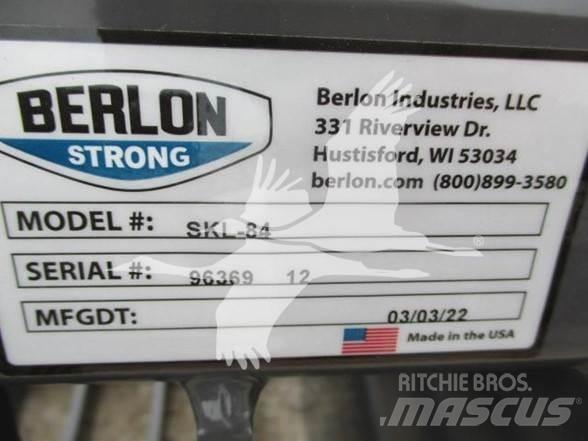 BERLON
STRONG
Berlon Industries, LLC
331 Riverview Dr.
Hustisford, WI 53034
berlon.com (800)899-3580
MODEL #: SKL-84
SERIAL #: 96369 12
MFGDT: 03/03/22
Made in the USA
RITCHIE BROS.
MASCUS